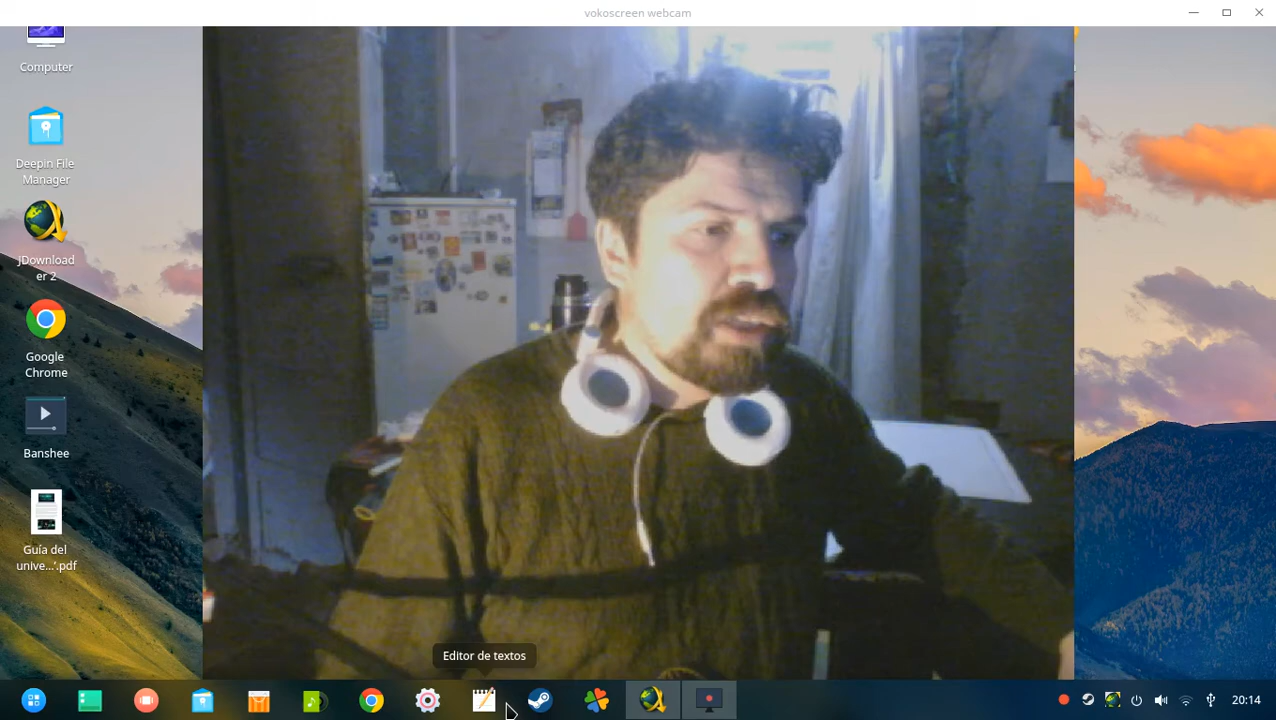 vokoscreen webcam
Computer
Deepin File
Manager
JDownload
er 2
Google
Chrome
Banshee
Guía del
unive...'.pdf
Editor de textos
20:14